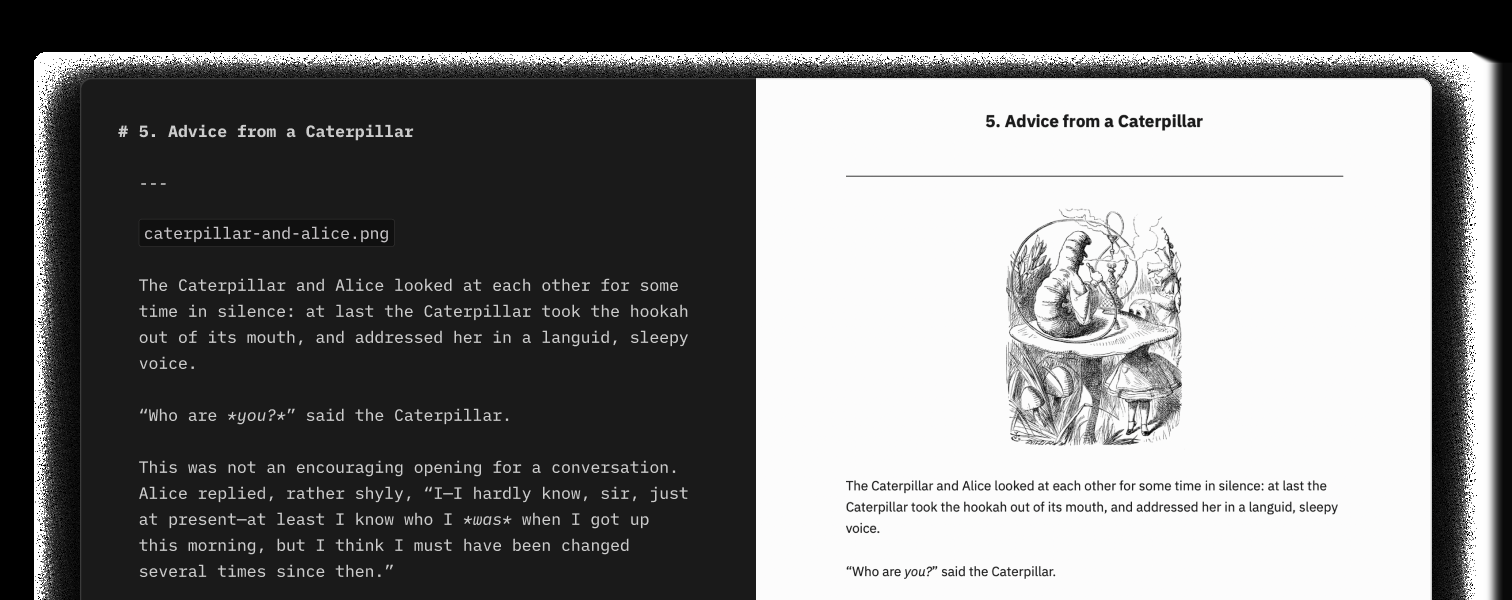 # 5. Advice from a Caterpillar
---
caterpillar-and-alice.png
The Caterpillar and Alice looked at each other for some
time in silence: at last the Caterpillar took the hookah
out of its mouth, and addressed her in a languid, sleepy
voice.
“Who are *you?*” said the Caterpillar.
This was not an encouraging opening for a conversation.
Alice replied, rather shyly, “I—I hardly know, sir, just
at present—at least I know who I *was* when I got up
this morning, but I think I must have been changed
several times since then.”
5. Advice from a Caterpillar
The Caterpillar and Alice looked at each other for some time in silence: at last the
Caterpillar took the hookah out of its mouth, and addressed her in a languid, sleepy
voice.
“Who are you?” said the Caterpillar.